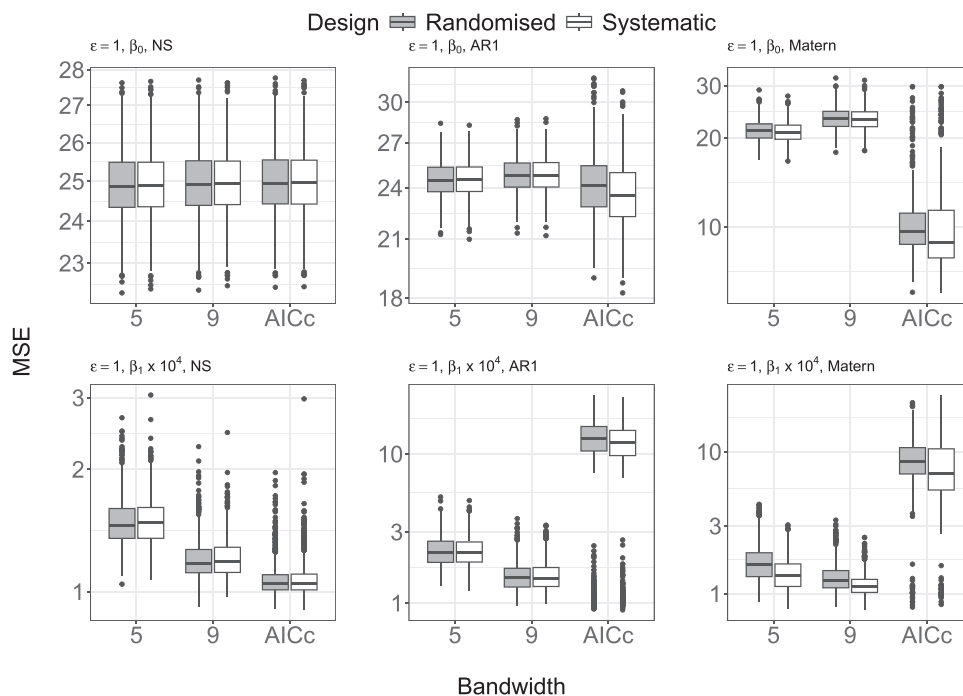 Design Randomised Systematic
ε = 1, β₀, NS
ε = 1, β₀, AR1
ε = 1, β₀, Matern
28
27
26
25
24
23
5 9 AICc
30
27
24
21
18
5 9 AICc
30
20
10
5 9 AICc
MSE
ε = 1, β₁ x 10⁴, NS
ε = 1, β₁ x 10⁴, AR1
ε = 1, β₁ x 10⁴, Matern
3
2
1
5 9 AICc
10
3
1
5 9 AICc
10
3
1
5 9 AICc
Bandwidth